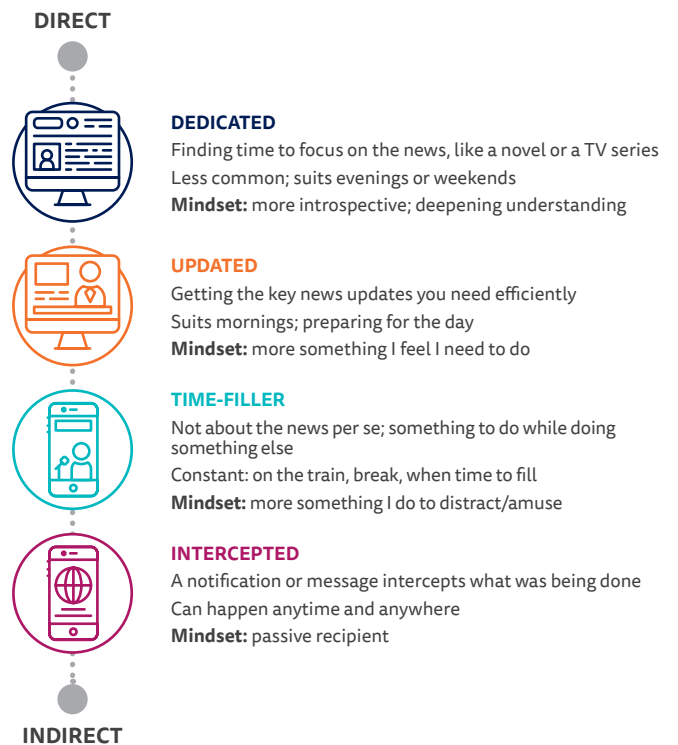 DIRECT
DEDICATED
Finding time to focus on the news, like a novel or a TV series
Less common; suits evenings or weekends
Mindset: more introspective; deepening understanding
UPDATED
Getting the key news updates you need efficiently
Suits mornings; preparing for the day
Mindset: more something I feel I need to do
TIME-FILLER
Not about the news per se; something to do while doing
something else
Constant: on the train, break, when time to fill
Mindset: more something I do to distract/amuse
INTERCEPTED
A notification or message intercepts what was being done
Can happen anytime and anywhere
Mindset: passive recipient
INDIRECT